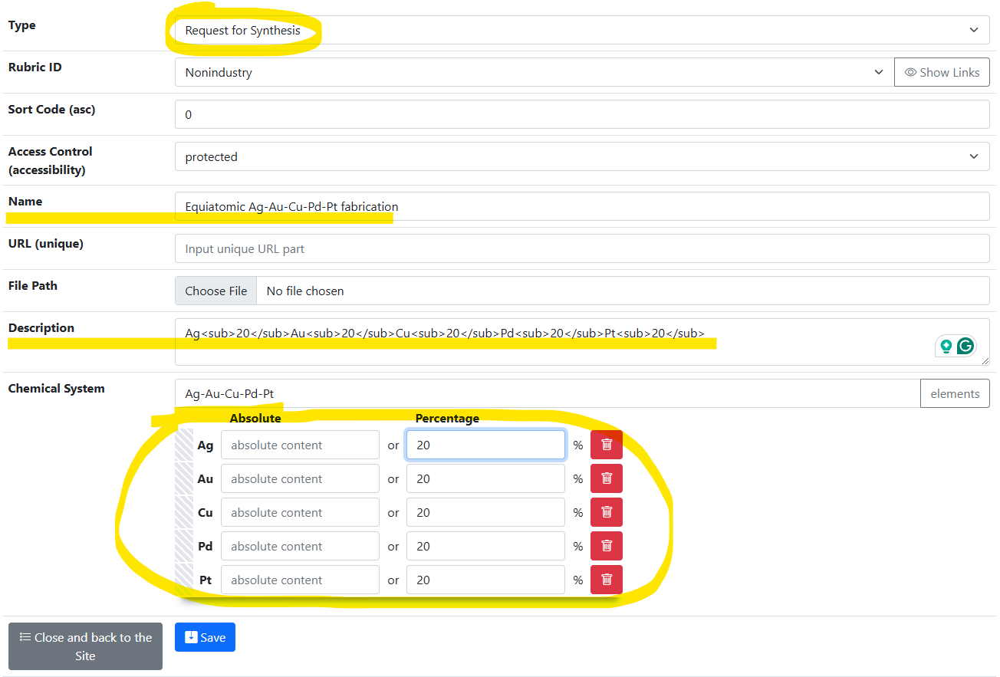 Type
Request for Synthesis
Rubric ID
Nonindustry
Show Links
Sort Code (asc)
0
Access Control
(accessibility)
protected
Name
Equiatomic Ag-Au-Cu-Pd-Pt fabrication
URL (unique)
Input unique URL part
File Path
Choose File No file chosen
Description
Ag<sub>20</sub>Au<sub>20</sub>Cu<sub>20</sub>Pd<sub>20</sub>Pt<sub>20</sub>
Chemical System
Ag-Au-Cu-Pd-Pt
elements
Absolute Percentage
Ag absolute content or 20 %
Au absolute content or 20 %
Cu absolute content or 20 %
Pd absolute content or 20 %
Pt absolute content or 20 %
Close and back to the
Site
Save